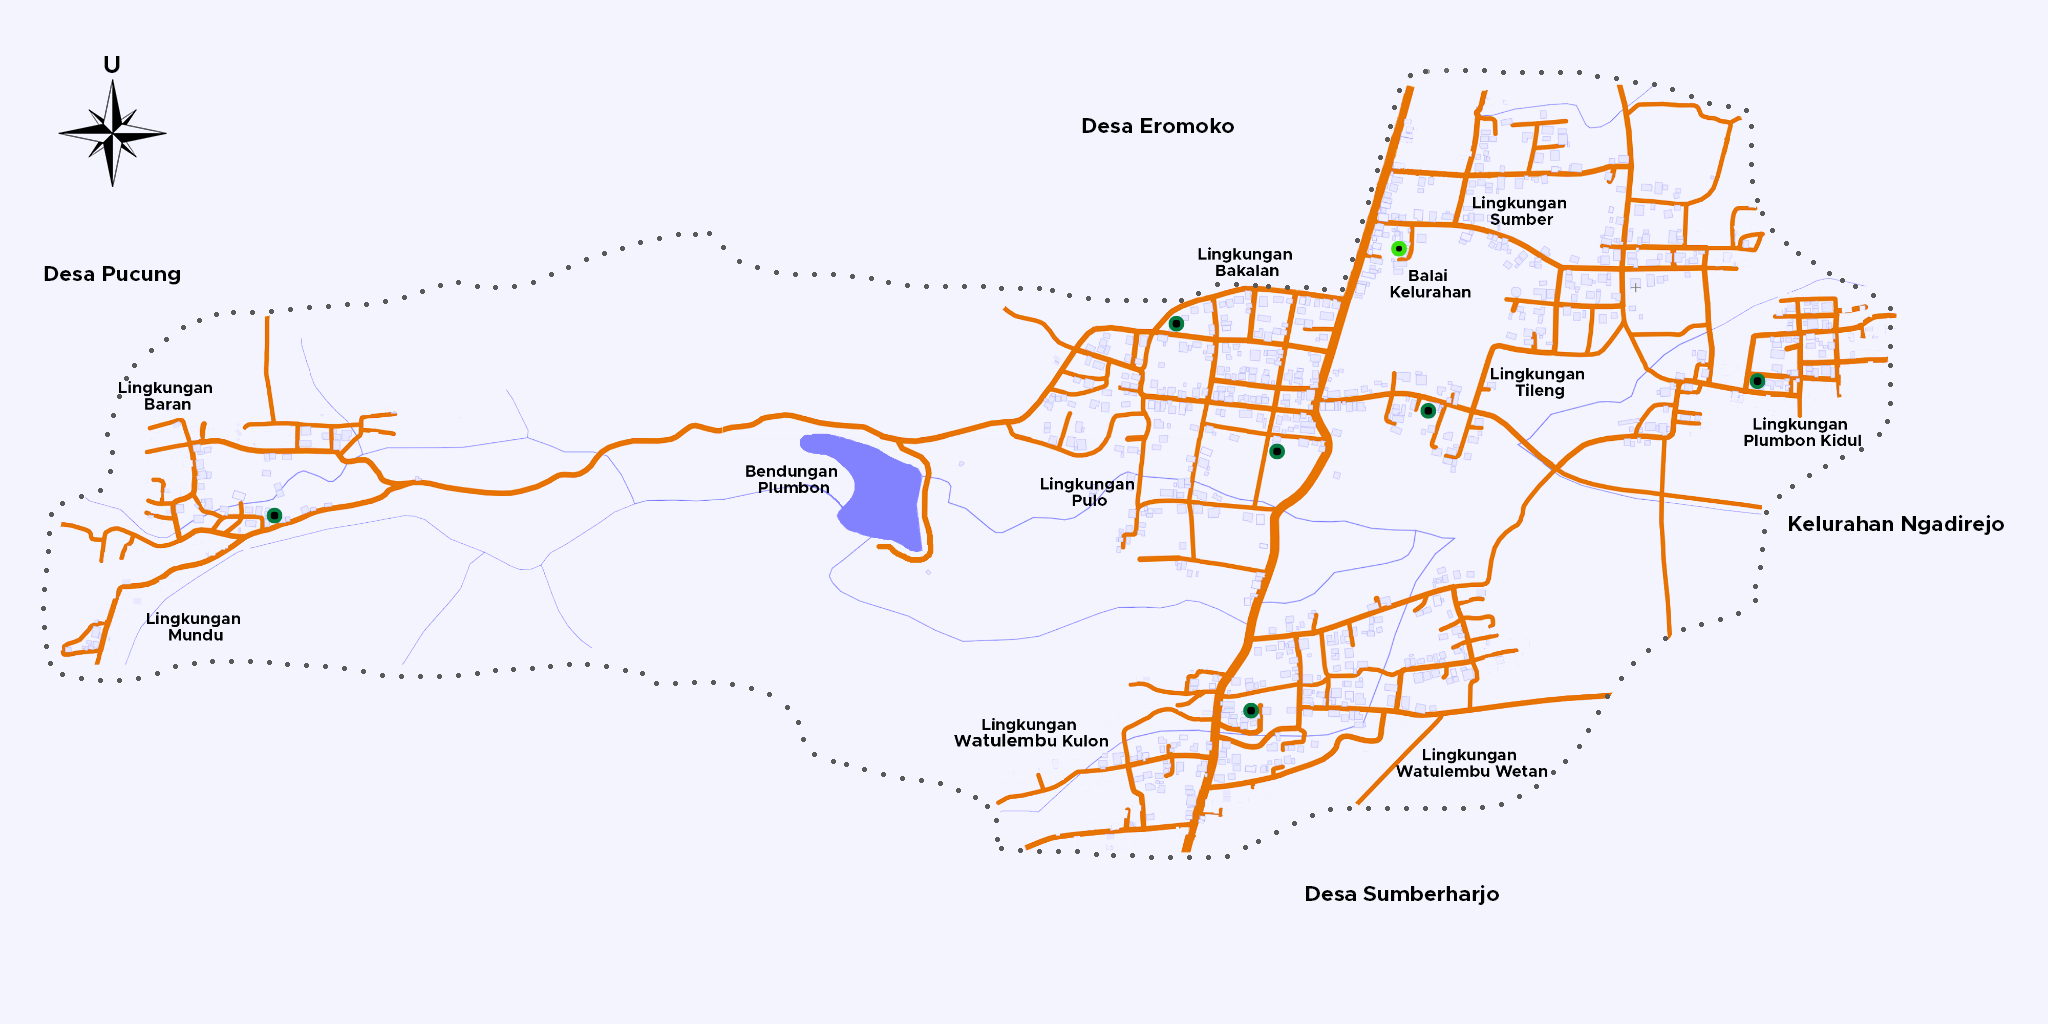 U
Desa Eromoko
Lingkungan
Sumber
Lingkungan
Bakalan
Desa Pucung
Balai
Kelurahan
Lingkungan
Baran
Lingkungan
Tileng
Lingkungan
Plumbon Kidul
Bendungan
Plumbon
Lingkungan
Pulo
Kelurahan Ngadirejo
Lingkungan
Mundu
Lingkungan
Watulembu Kulon
Lingkungan
Watulembu Wetan
Desa Sumberharjo